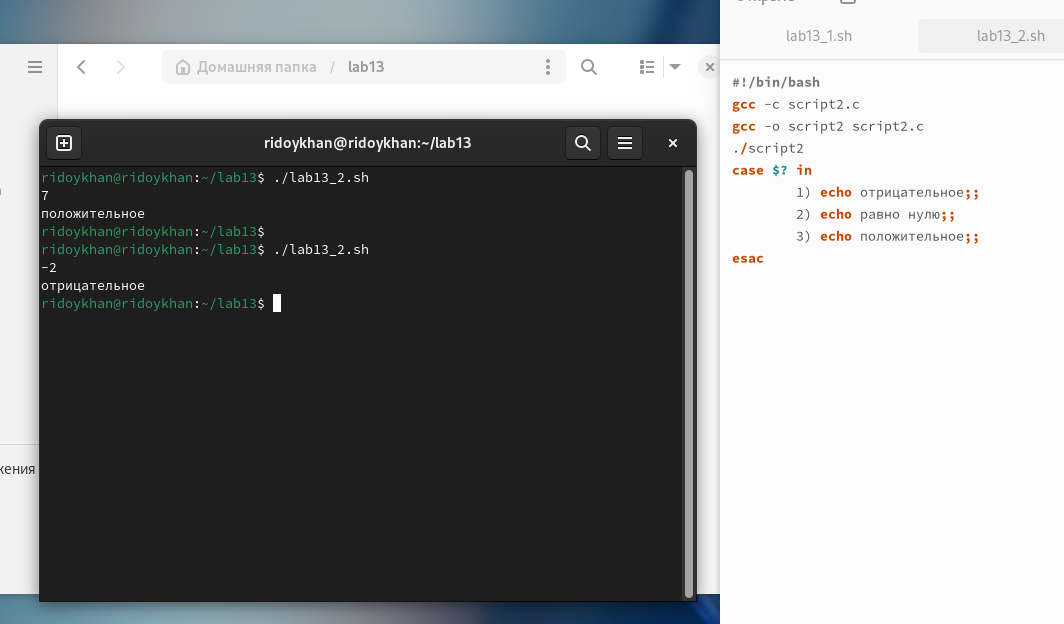 lab13_1.sh
lab13_2.sh
Домашняя папка / lab13
ridoykhan@ridoykhan:~/lab13
ridoykhan@ridoykhan:~/lab13$ ./lab13_2.sh
7
положительное
ridoykhan@ridoykhan:~/lab13$
ridoykhan@ridoykhan:~/lab13$ ./lab13_2.sh
-2
отрицательное
ridoykhan@ridoykhan:~/lab13$
#!/bin/bash
gcc -c script2.c
gcc -o script2 script2.c
./script2
case $? in
1) echo отрицательное;;
2) echo равно нулю;;
3) echo положительное;;
esac